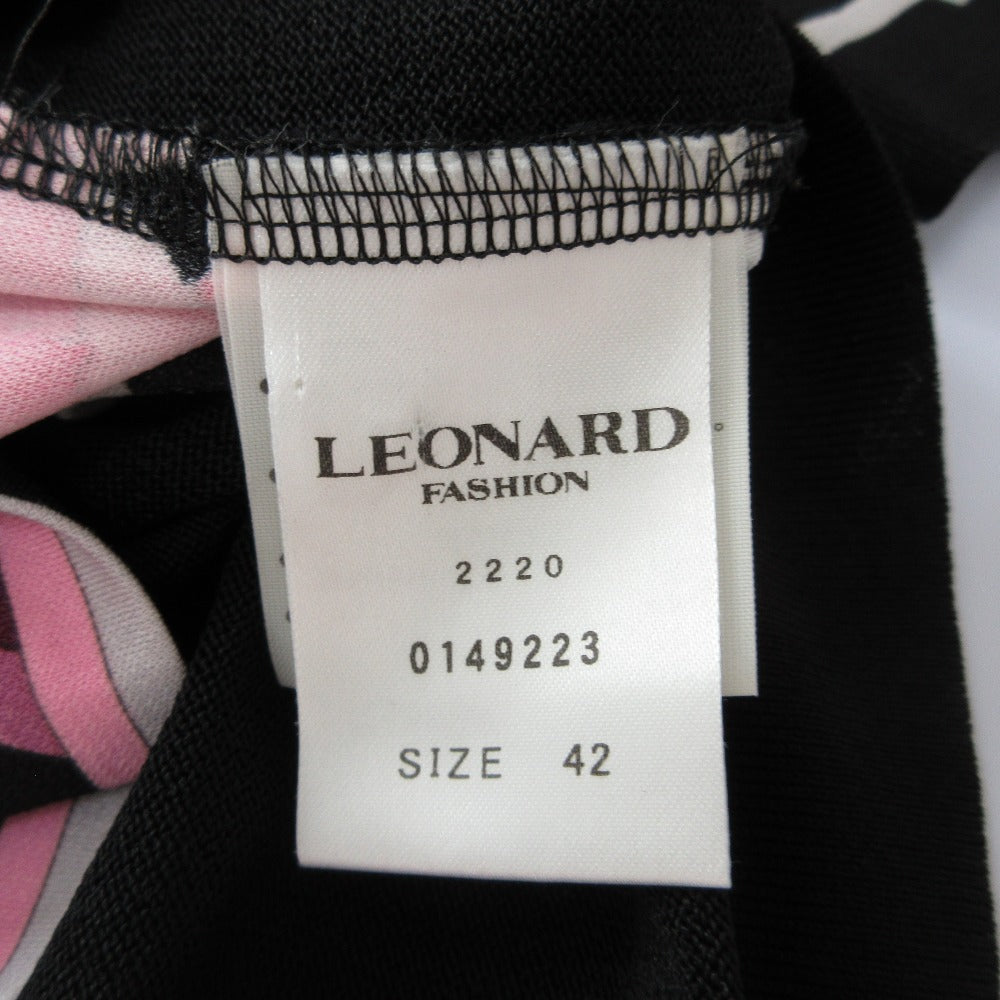 LEONARD
FASHION
2220
0149223
SIZE 42